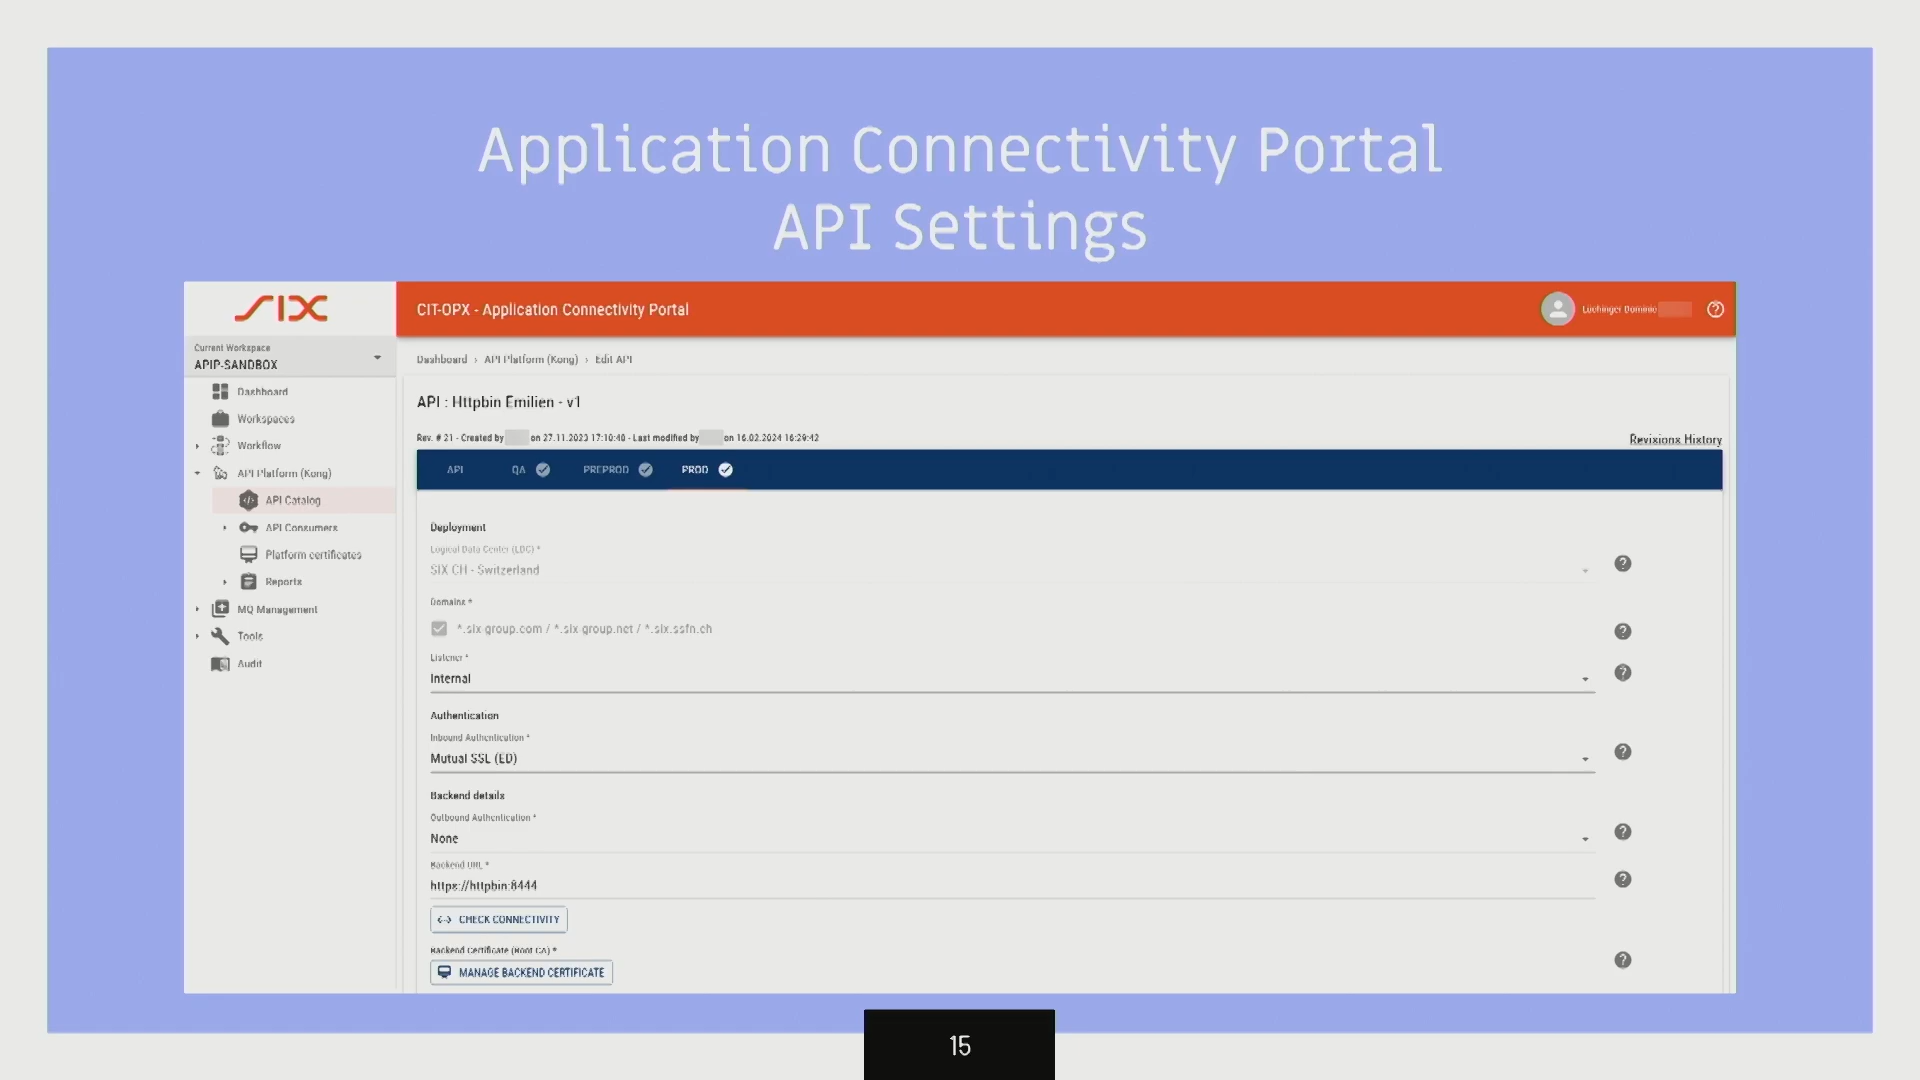 Application Connectivity Portal
API Settings
SIX
CIT-OPX - Application Connectivity Portal
Lüchinger Dominic
Current Workspace
APIP-SANDBOX
Dashboard
Workspaces
Workflow
API Platform (Kong)
API Catalog
API Consumers
Platform certificates
Reports
MQ Management
Tools
Audit
Dashboard › API Platform (Kong) › Edit API
API : Httpbin Emilien - v1
Rev. # 21 - Created by on 27.11.2023 17:10:40 - Last modified by on 16.02.2024 16:29:42
Revisions History
API QA PREPROD PROD
Deployment
Logical Data Center (LDC) *
SIX CH - Switzerland
Domains *
*.six-group.com / *.six-group.net / *.six.ssfn.ch
Listener *
Internal
Authentication
Inbound Authentication *
Mutual SSL (ED)
Backend details
Outbound Authentication *
None
Backend URL *
https://httpbin:8444
CHECK CONNECTIVITY
Backend Certificate (Root CA) *
MANAGE BACKEND CERTIFICATE
15